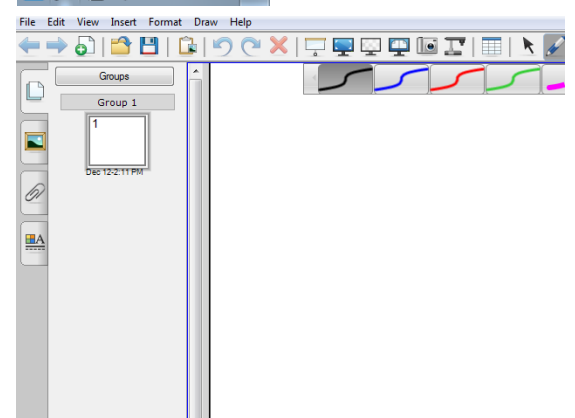 File Edit View Insert Format Draw Help
Groups
Group 1
1
Dec 12-2:11 PM
A